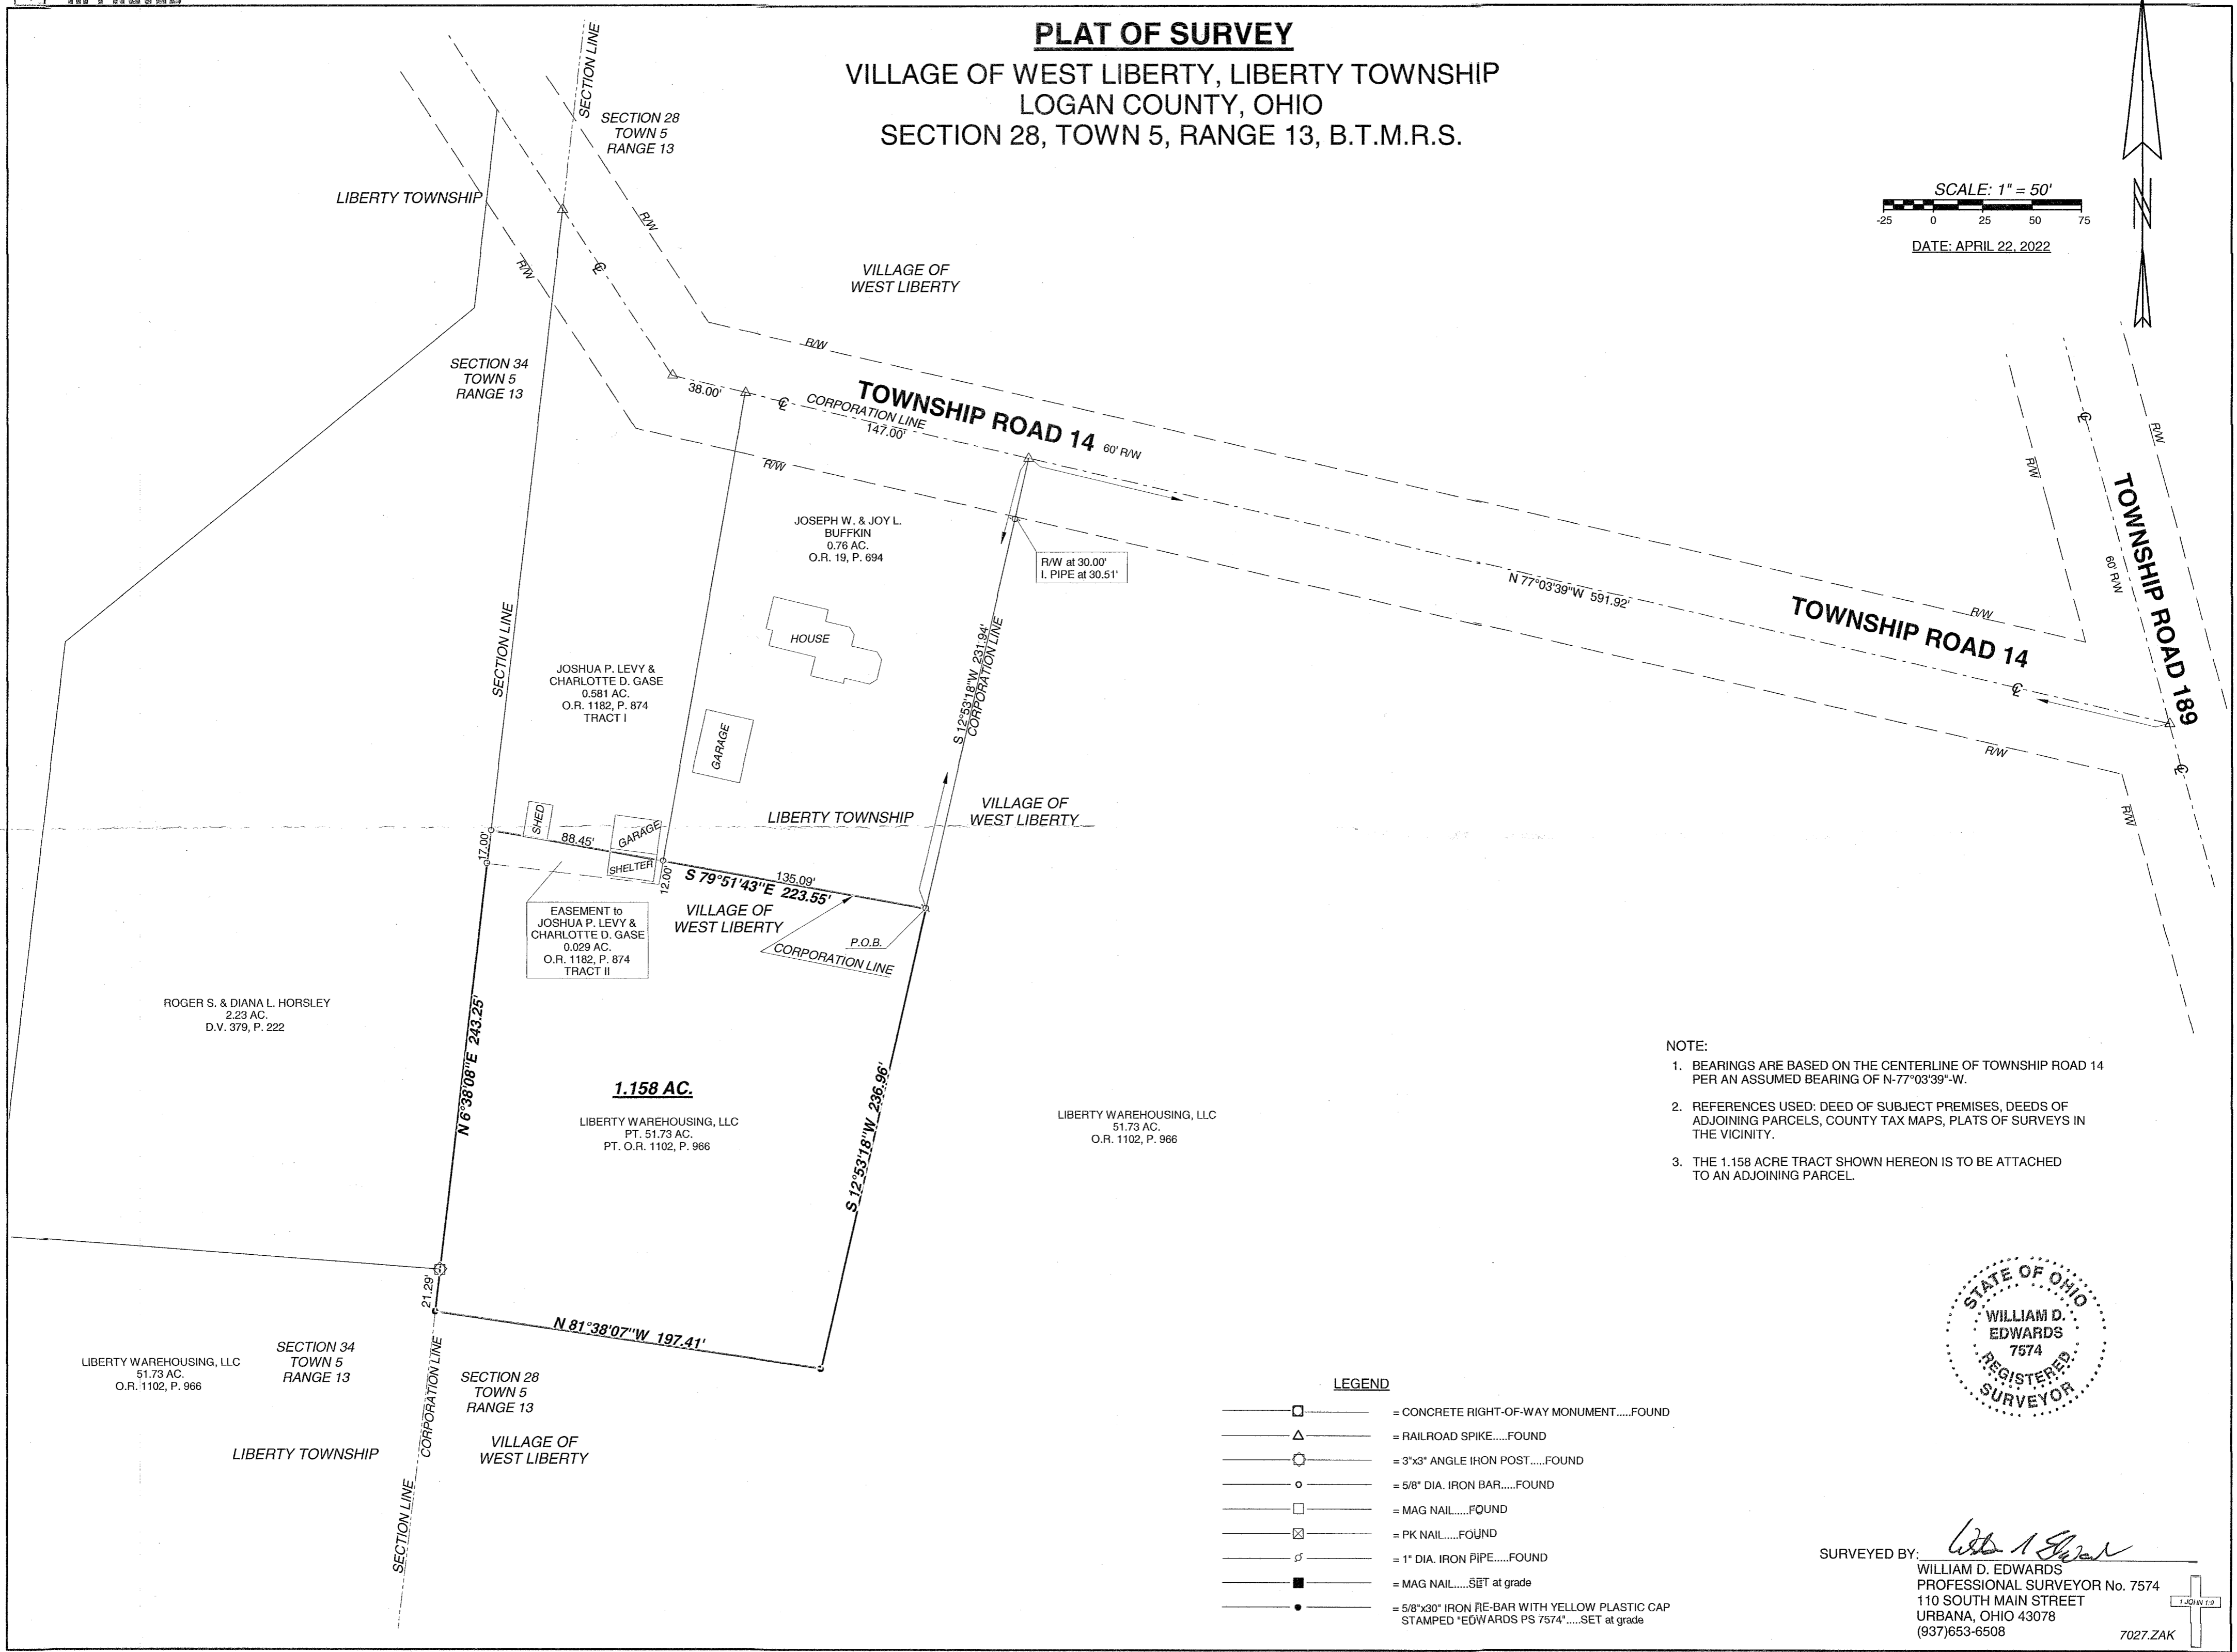 PLAT OF SURVEY
VILLAGE OF WEST LIBERTY, LIBERTY TOWNSHIP
LOGAN COUNTY, OHIO
SECTION 28, TOWN 5, RANGE 13, B.T.M.R.S.
SCALE: 1" = 50'
-25 0 25 50 75
DATE: APRIL 22, 2022
N
SECTION LINE
SECTION 28
TOWN 5
RANGE 13
LIBERTY TOWNSHIP
R/W
R/W
℄
VILLAGE OF
WEST LIBERTY
SECTION 34
TOWN 5
RANGE 13
R/W
38.00'
℄
CORPORATION LINE
147.00'
TOWNSHIP ROAD 14 60' R/W
R/W
JOSEPH W. & JOY L.
BUFFKIN
0.76 AC.
O.R. 19, P. 694
R/W at 30.00'
I. PIPE at 30.51'
N 77°03'39"W 591.92'
TOWNSHIP ROAD 14
R/W
℄
R/W
℄
R/W
R/W
TOWNSHIP ROAD 189
60' R/W
℄
R/W
HOUSE
SECTION LINE
S 12°53'18"W 231.94'
CORPORATION LINE
JOSHUA P. LEVY &
CHARLOTTE D. GASE
0.581 AC.
O.R. 1182, P. 874
TRACT I
GARAGE
SHED
GARAGE
SHELTER
LIBERTY TOWNSHIP
VILLAGE OF
WEST LIBERTY
17.00'
88.45'
12.00'
135.09'
S 79°51'43"E 223.55'
VILLAGE OF
WEST LIBERTY
P.O.B.
CORPORATION LINE
EASEMENT to
JOSHUA P. LEVY &
CHARLOTTE D. GASE
0.029 AC.
O.R. 1182, P. 874
TRACT II
ROGER S. & DIANA L. HORSLEY
2.23 AC.
D.V. 379, P. 222
N 6°38'08"E 243.25'
1.158 AC.
LIBERTY WAREHOUSING, LLC
PT. 51.73 AC.
PT. O.R. 1102, P. 966
S 12°53'18"W 236.96'
LIBERTY WAREHOUSING, LLC
51.73 AC.
O.R. 1102, P. 966
21.29'
N 81°38'07"W 197.41'
LIBERTY WAREHOUSING, LLC
51.73 AC.
O.R. 1102, P. 966
SECTION 34
TOWN 5
RANGE 13
CORPORATION LINE
SECTION 28
TOWN 5
RANGE 13
LIBERTY TOWNSHIP
VILLAGE OF
WEST LIBERTY
SECTION LINE
NOTE:
1. BEARINGS ARE BASED ON THE CENTERLINE OF TOWNSHIP ROAD 14
PER AN ASSUMED BEARING OF N-77°03'39"-W.
2. REFERENCES USED: DEED OF SUBJECT PREMISES, DEEDS OF
ADJOINING PARCELS, COUNTY TAX MAPS, PLATS OF SURVEYS IN
THE VICINITY.
3. THE 1.158 ACRE TRACT SHOWN HEREON IS TO BE ATTACHED
TO AN ADJOINING PARCEL.
STATE OF OHIO
WILLIAM D.
EDWARDS
7574
REGISTERED
SURVEYOR
LEGEND
= CONCRETE RIGHT-OF-WAY MONUMENT.....FOUND
= RAILROAD SPIKE.....FOUND
= 3"x3" ANGLE IRON POST.....FOUND
= 5/8" DIA. IRON BAR.....FOUND
= MAG NAIL.....FOUND
= PK NAIL.....FOUND
= 1" DIA. IRON PIPE.....FOUND
= MAG NAIL.....SET at grade
= 5/8"x30" IRON RE-BAR WITH YELLOW PLASTIC CAP
STAMPED "EDWARDS PS 7574".....SET at grade
SURVEYED BY:
WILLIAM D. EDWARDS
PROFESSIONAL SURVEYOR No. 7574
110 SOUTH MAIN STREET
URBANA, OHIO 43078
(937)653-6508
1 JOHN 1:9
7027.ZAK